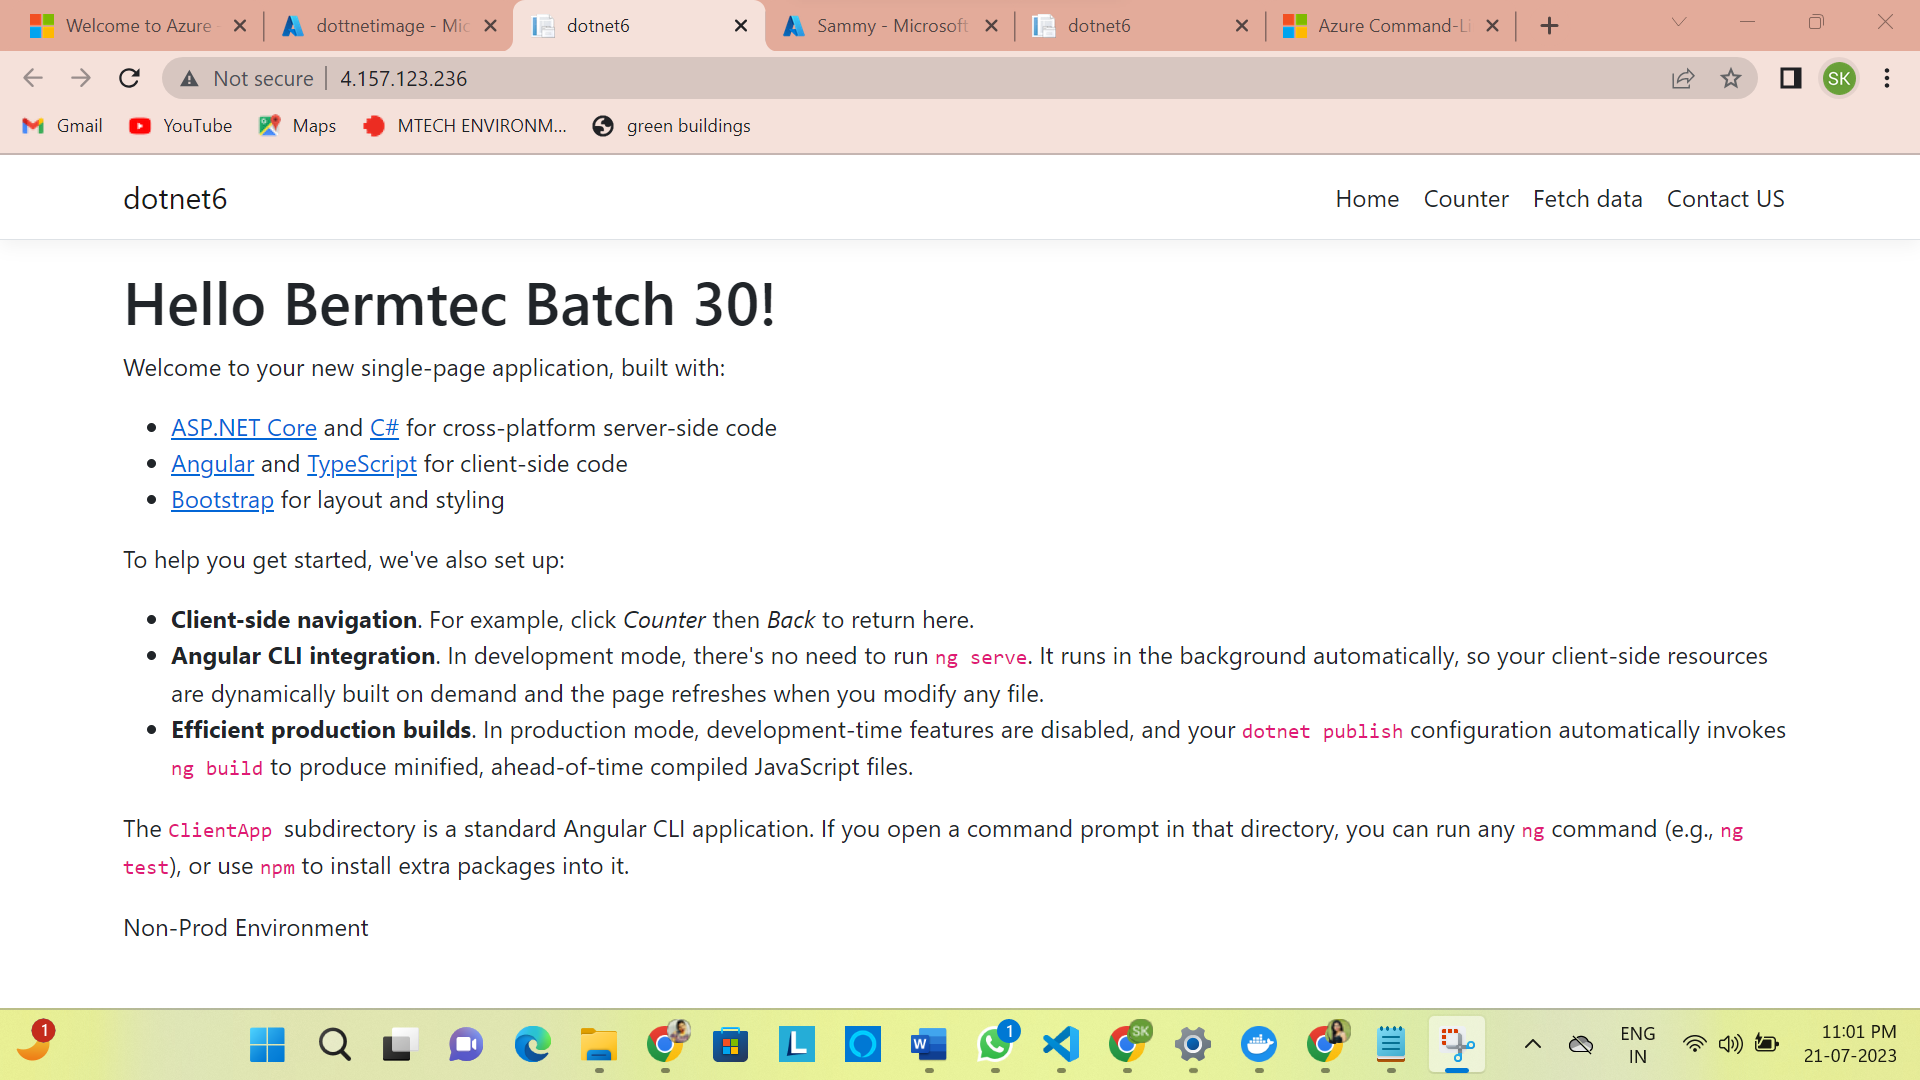 Welcome to Azure
dottnetimage - Mic
dotnet6
Sammy - Microsoft
dotnet6
Azure Command-Li
Not secure
4.157.123.236
SK
Gmail
YouTube
Maps
MTECH ENVIRONM...
green buildings
dotnet6
Home
Counter
Fetch data
Contact US
Hello Bermtec Batch 30!
Welcome to your new single-page application, built with:
ASP.NET Core and C# for cross-platform server-side code
Angular and TypeScript for client-side code
Bootstrap for layout and styling
To help you get started, we've also set up:
Client-side navigation. For example, click Counter then Back to return here.
Angular CLI integration. In development mode, there's no need to run ng serve. It runs in the background automatically, so your client-side resources
are dynamically built on demand and the page refreshes when you modify any file.
Efficient production builds. In production mode, development-time features are disabled, and your dotnet publish configuration automatically invokes
ng build to produce minified, ahead-of-time compiled JavaScript files.
The ClientApp subdirectory is a standard Angular CLI application. If you open a command prompt in that directory, you can run any ng command (e.g., ng
test), or use npm to install extra packages into it.
Non-Prod Environment
1
L
W
1
SK
ENG
IN
11:01 PM
21-07-2023